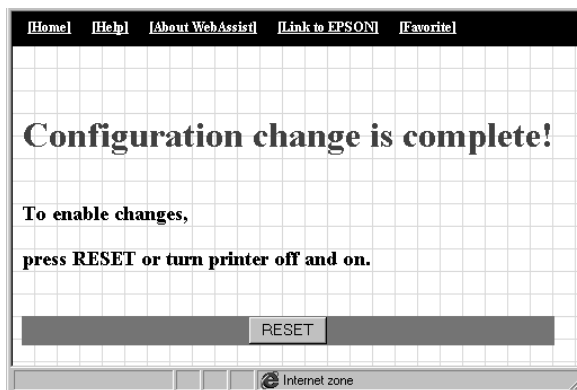 [Home] [Help] [About WebAssist] [Link to EPSON] [Favorite]
Configuration change is complete!
To enable changes,
press RESET or turn printer off and on.
RESET
Internet zone